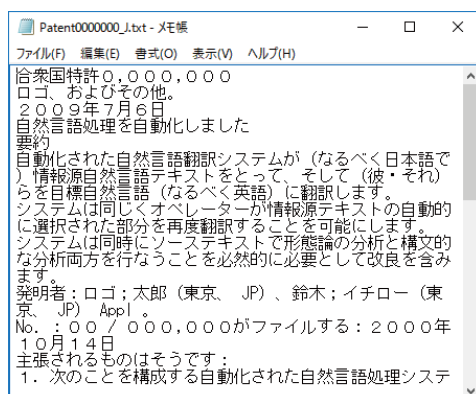 Patent0000000_J.txt - メモ帳
ファイル(F) 編集(E) 書式(O) 表示(V) ヘルプ(H)
合衆国特許０,０００,０００
ロゴ、およびその他。
２００９年７月６日
自然言語処理を自動化しました
要約
自動化された自然言語翻訳システムが（なるべく日本語で
）情報源自然言語テキストをとって、そして（彼・それ）
らを目標自然言語（なるべく英語）に翻訳します。
システムは同じくオペレーターが情報源テキストの自動的
に選択された部分を再度翻訳することを可能にします。
システムは同時にソーステキストで形態論の分析と構文的
な分析両方を行なうことを必然的に必要として改良を含み
ます。
発明者：ロゴ；太郎（東京、 JP）、鈴木；イチロー（東
京、 JP） Appl 。
No. ：００／０００,０００がファイルする：２０００年
１０月１４日
主張されるものはそうです：
１．次のことを構成する自動化された自然言語処理システ